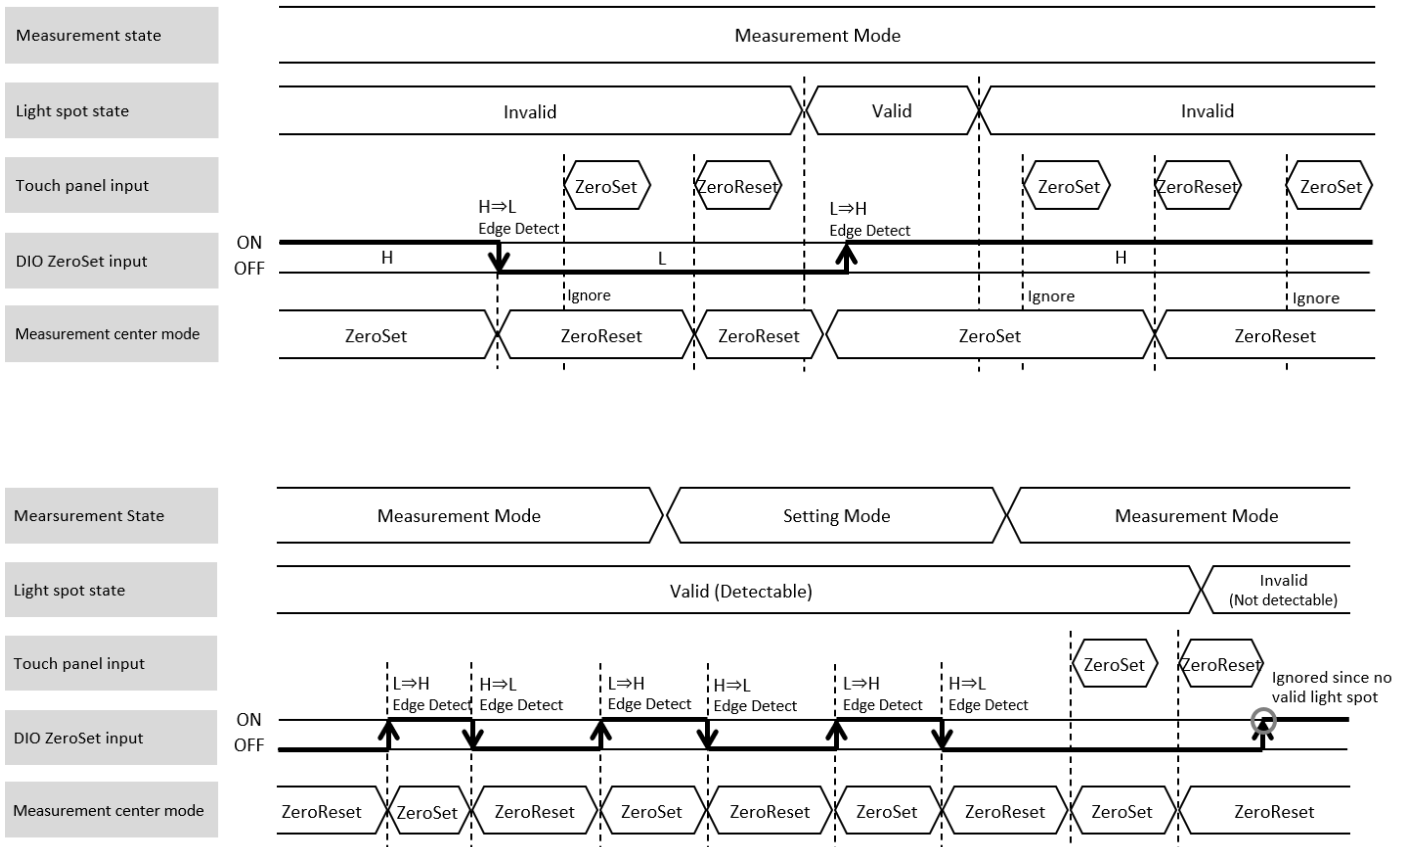 Measurement state
Measurement Mode
Light spot state
Invalid
Valid
Invalid
Touch panel input
ZeroSet
ZeroReset
ZeroSet
ZeroReset
ZeroSet
H⇒L
Edge Detect
L⇒H
Edge Detect
DIO ZeroSet input
ON
OFF
H
L
H
Ignore
Ignore
Ignore
Measurement center mode
ZeroSet
ZeroReset
ZeroReset
ZeroSet
ZeroReset
Mearsurement State
Measurement Mode
Setting Mode
Measurement Mode
Light spot state
Valid (Detectable)
Invalid
(Not detectable)
Touch panel input
ZeroSet
ZeroReset
Ignored since no
valid light spot
L⇒H
Edge Detect
H⇒L
Edge Detect
L⇒H
Edge Detect
H⇒L
Edge Detect
L⇒H
Edge Detect
H⇒L
Edge Detect
DIO ZeroSet input
ON
OFF
Measurement center mode
ZeroReset
ZeroSet
ZeroReset
ZeroSet
ZeroReset
ZeroSet
ZeroReset
ZeroSet
ZeroReset